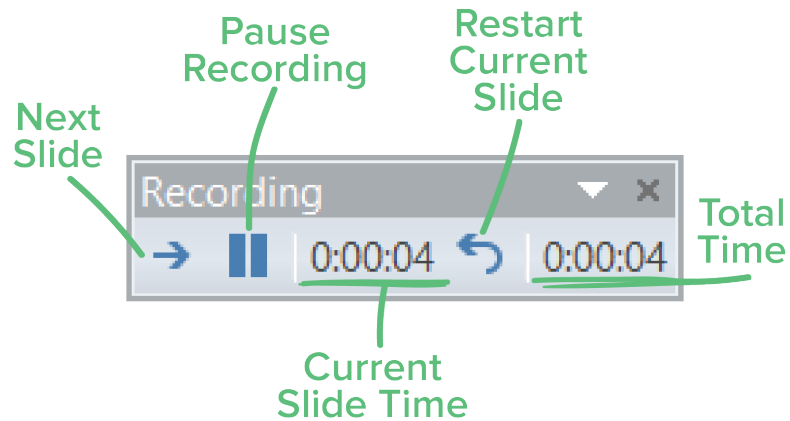 Pause
Recording
Restart
Current
Slide
Next
Slide
Recording
Total
Time
0:00:04
0:00:04
Current
Slide Time